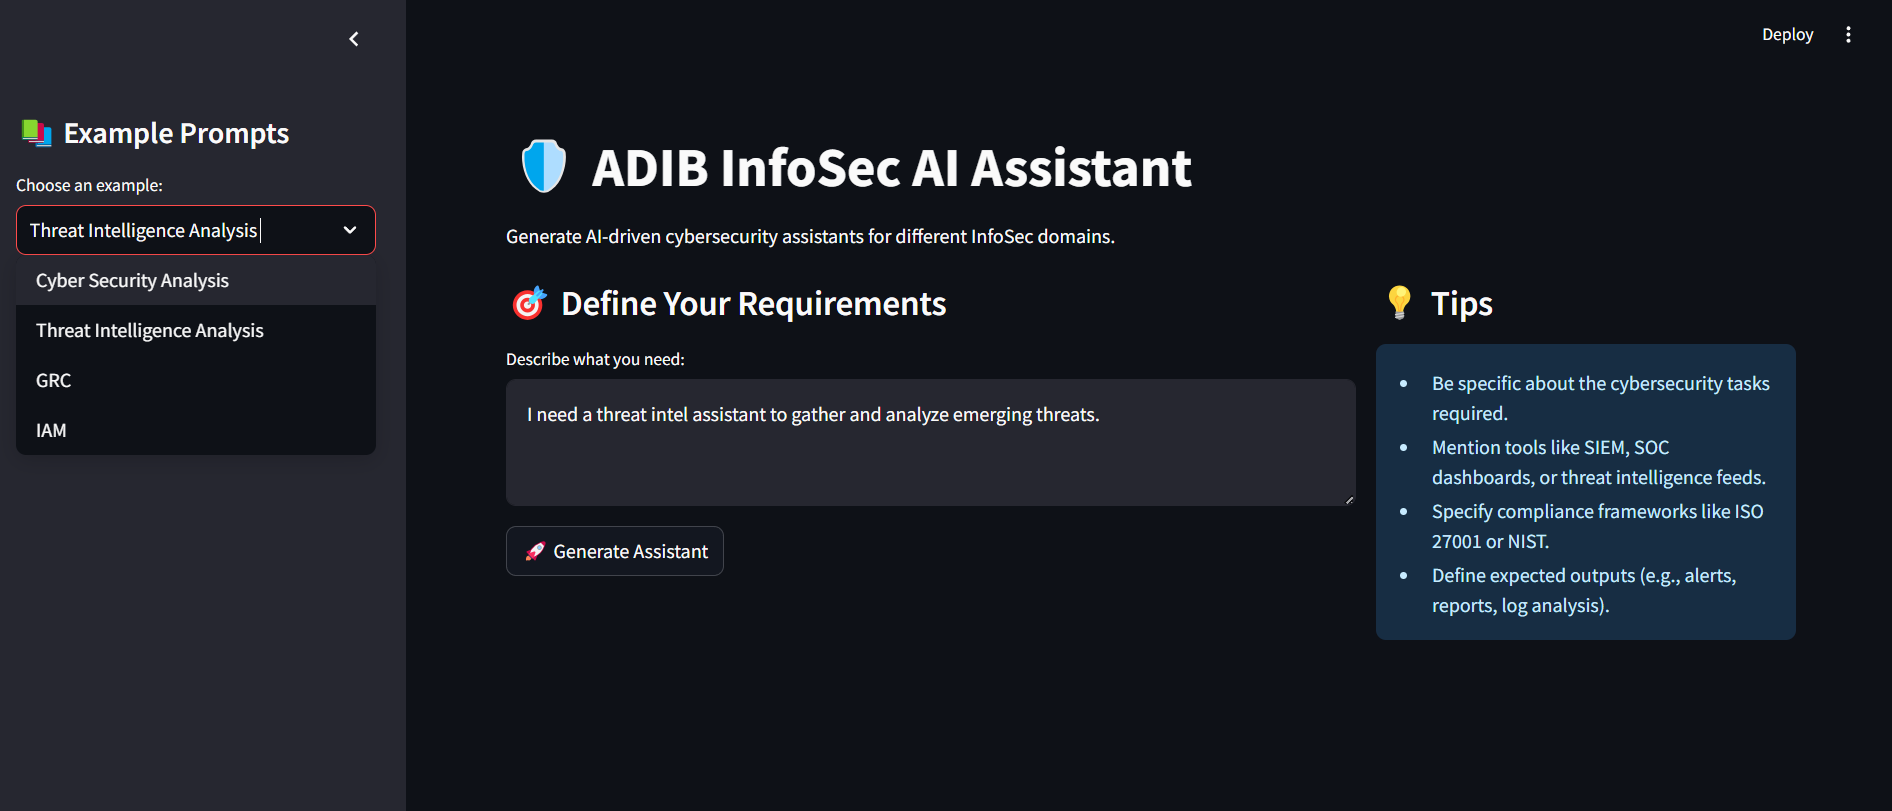 Deploy
Example Prompts
Choose an example:
Threat Intelligence Analysis
Cyber Security Analysis
Threat Intelligence Analysis
GRC
IAM
ADIB InfoSec AI Assistant
Generate AI-driven cybersecurity assistants for different InfoSec domains.
Define Your Requirements
Describe what you need:
I need a threat intel assistant to gather and analyze emerging threats.
Generate Assistant
Tips
• Be specific about the cybersecurity tasks
required.
• Mention tools like SIEM, SOC
dashboards, or threat intelligence feeds.
• Specify compliance frameworks like ISO
27001 or NIST.
• Define expected outputs (e.g., alerts,
reports, log analysis).